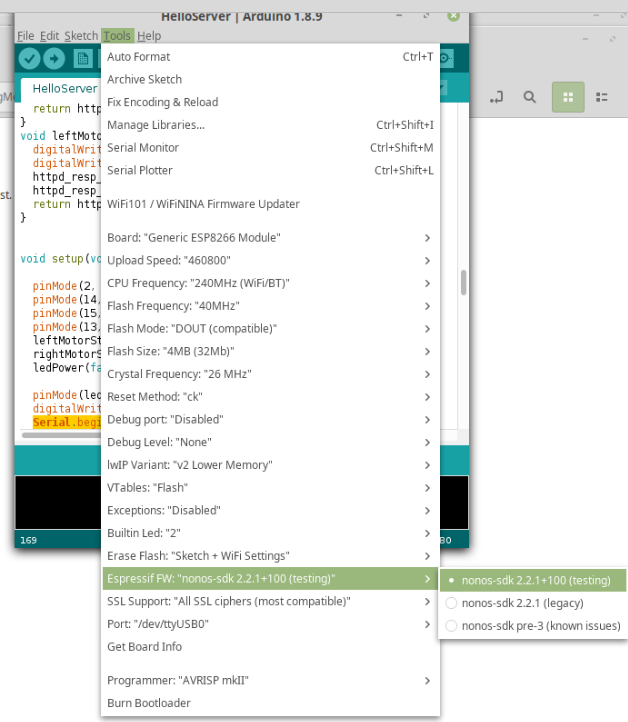 HelloServer | Arduino 1.8.9
File Edit Sketch Tools Help
HelloServer
return http
}
void leftMoto
digitalWrit
digitalWrit
httpd_resp_
httpd_resp_
return http
}
void setup(vo
pinMode(2,
pinMode(14,
pinMode(15,
pinMode(13,
leftMotorSt
rightMotorS
ledPower(fa
pinMode(led
digitalWrit
Serial.begi
169
80
st.
Auto Format Ctrl+T
Archive Sketch
Fix Encoding & Reload
Manage Libraries... Ctrl+Shift+I
Serial Monitor Ctrl+Shift+M
Serial Plotter Ctrl+Shift+L
WiFi101 / WiFiNINA Firmware Updater
Board: "Generic ESP8266 Module"
Upload Speed: "460800"
CPU Frequency: "240MHz (WiFi/BT)"
Flash Frequency: "40MHz"
Flash Mode: "DOUT (compatible)"
Flash Size: "4MB (32Mb)"
Crystal Frequency: "26 MHz"
Reset Method: "ck"
Debug port: "Disabled"
Debug Level: "None"
lwIP Variant: "v2 Lower Memory"
VTables: "Flash"
Exceptions: "Disabled"
Builtin Led: "2"
Erase Flash: "Sketch + WiFi Settings"
Espressif FW: "nonos-sdk 2.2.1+100 (testing)"
SSL Support: "All SSL ciphers (most compatible)"
Port: "/dev/ttyUSB0"
Get Board Info
Programmer: "AVRISP mkII"
Burn Bootloader
nonos-sdk 2.2.1+100 (testing)
nonos-sdk 2.2.1 (legacy)
nonos-sdk pre-3 (known issues)